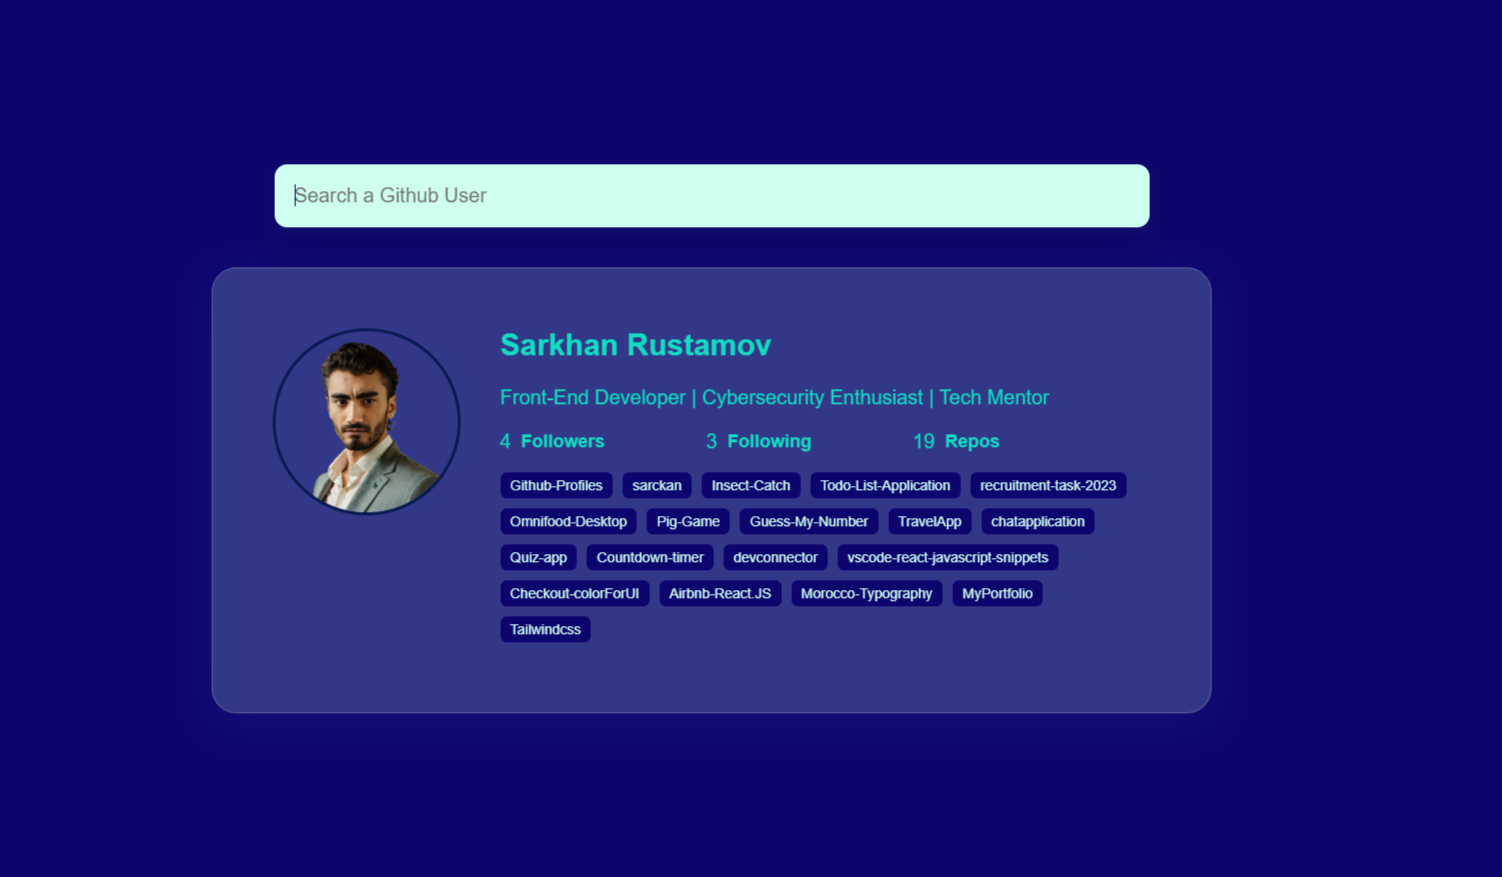 Search a Github User
Sarkhan Rustamov
Front-End Developer | Cybersecurity Enthusiast | Tech Mentor
4 Followers 3 Following 19 Repos
Github-Profiles sarckan Insect-Catch Todo-List-Application recruitment-task-2023
Omnifood-Desktop Pig-Game Guess-My-Number TravelApp chatapplication
Quiz-app Countdown-timer devconnector vscode-react-javascript-snippets
Checkout-colorForUI Airbnb-React.JS Morocco-Typography MyPortfolio
Tailwindcss